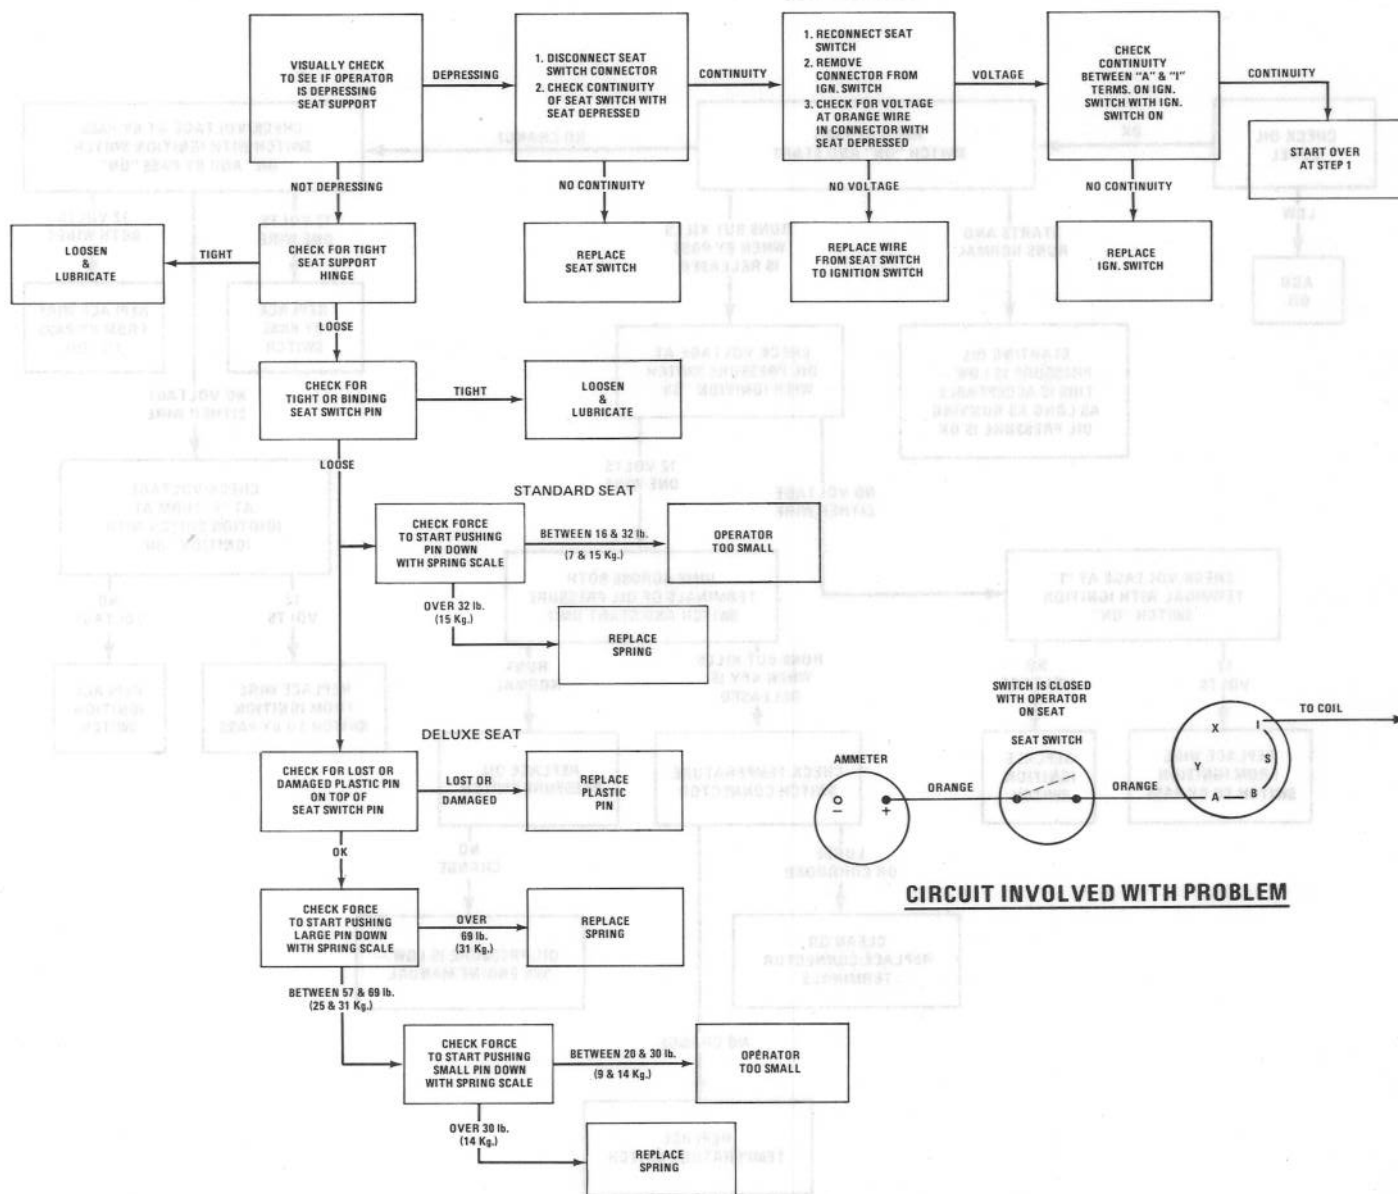 VISUALLY CHECK
TO SEE IF OPERATOR
IS DEPRESSING
SEAT SUPPORT
DEPRESSING
1. DISCONNECT SEAT
SWITCH CONNECTOR
2. CHECK CONTINUITY
OF SEAT SWITCH WITH
SEAT DEPRESSED
CONTINUITY
1. RECONNECT SEAT
SWITCH
2. REMOVE
CONNECTOR FROM
IGN. SWITCH
3. CHECK FOR VOLTAGE
AT ORANGE WIRE
IN CONNECTOR WITH
SEAT DEPRESSED
VOLTAGE
CHECK
CONTINUITY
BETWEEN "A" & "I"
TERMS. ON IGN.
SWITCH WITH IGN.
SWITCH ON
CONTINUITY
START OVER
AT STEP 1
NOT DEPRESSING
NO CONTINUITY
NO VOLTAGE
NO CONTINUITY
LOOSEN
&
LUBRICATE
TIGHT
CHECK FOR TIGHT
SEAT SUPPORT
HINGE
REPLACE
SEAT SWITCH
REPLACE WIRE
FROM SEAT SWITCH
TO IGNITION SWITCH
REPLACE
IGN. SWITCH
LOOSE
CHECK FOR
TIGHT OR BINDING
SEAT SWITCH PIN
TIGHT
LOOSEN
&
LUBRICATE
LOOSE
STANDARD SEAT
CHECK FORCE
TO START PUSHING
PIN DOWN
WITH SPRING SCALE
BETWEEN 16 & 32 lb.
(7 & 15 Kg.)
OPERATOR
TOO SMALL
OVER 32 lb.
(15 Kg.)
REPLACE
SPRING
DELUXE SEAT
CHECK FOR LOST OR
DAMAGED PLASTIC PIN
ON TOP OF
SEAT SWITCH PIN
LOST OR
DAMAGED
REPLACE
PLASTIC
PIN
OK
CHECK FORCE
TO START PUSHING
LARGE PIN DOWN
WITH SPRING SCALE
OVER
69 lb.
(31 Kg.)
REPLACE
SPRING
BETWEEN 57 & 69 lb.
(25 & 31 Kg.)
CHECK FORCE
TO START PUSHING
SMALL PIN DOWN
WITH SPRING SCALE
BETWEEN 20 & 30 lb.
(9 & 14 Kg.)
OPERATOR
TOO SMALL
OVER 30 lb.
(14 Kg.)
REPLACE
SPRING
SWITCH IS CLOSED
WITH OPERATOR
ON SEAT
SEAT SWITCH
AMMETER
- +
ORANGE
ORANGE
X I
S
Y
A B
TO COIL
CIRCUIT INVOLVED WITH PROBLEM